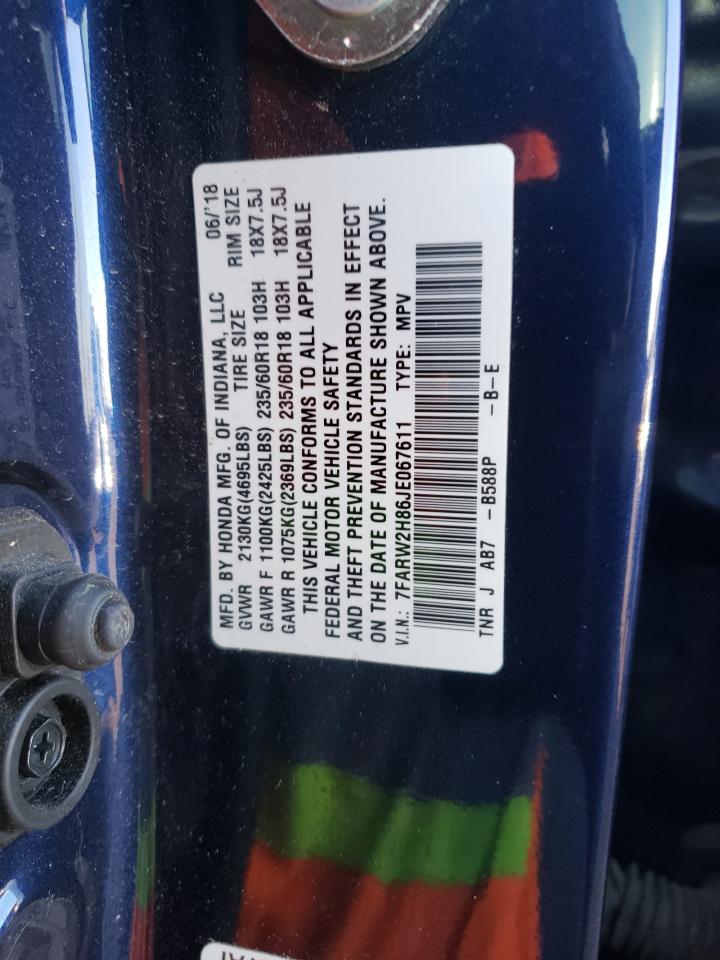 MFD. BY HONDA MFG. OF INDIANA, LLC 06/'18
GVWR 2130KG(4695LBS) TIRE SIZE RIM SIZE
GAWR F 1100KG(2425LBS) 235/60R18 103H 18X7.5J
GAWR R 1075KG(2369LBS) 235/60R18 103H 18X7.5J
THIS VEHICLE CONFORMS TO ALL APPLICABLE
FEDERAL MOTOR VEHICLE SAFETY
AND THEFT PREVENTION STANDARDS IN EFFECT
ON THE DATE OF MANUFACTURE SHOWN ABOVE.
V.I.N.: 7FARW2H86JE067611 TYPE: MPV
TNR J AB7 -B588P -B-E